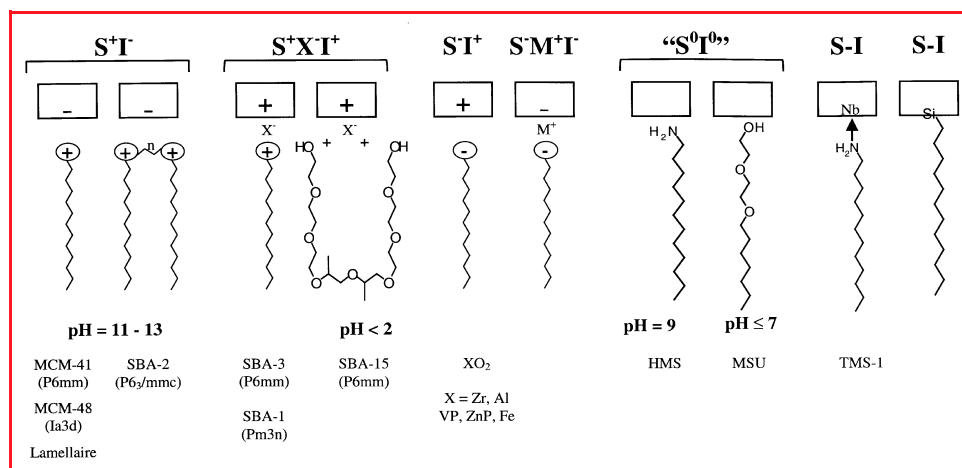 S⁺I⁻ S⁺X⁻I⁺ S⁻I⁺ S⁻M⁺I⁻ “S⁰I⁰” S-I S-I
– – + + + – Nb Si
X⁻ X⁻ M⁺
+ + n + HO + + OH - - H₂N OH H₂N
O O O O O O O O O
pH = 11 - 13 pH < 2 pH = 9 pH ≤ 7
MCM-41 SBA-2 SBA-3 SBA-15 XO₂ HMS MSU TMS-1
(P6mm) (P6₃/mmc) (P6mm) (P6mm)
X = Zr, Al
MCM-48 SBA-1 VP, ZnP, Fe
(Ia3d) (Pm3n)
Lamellaire